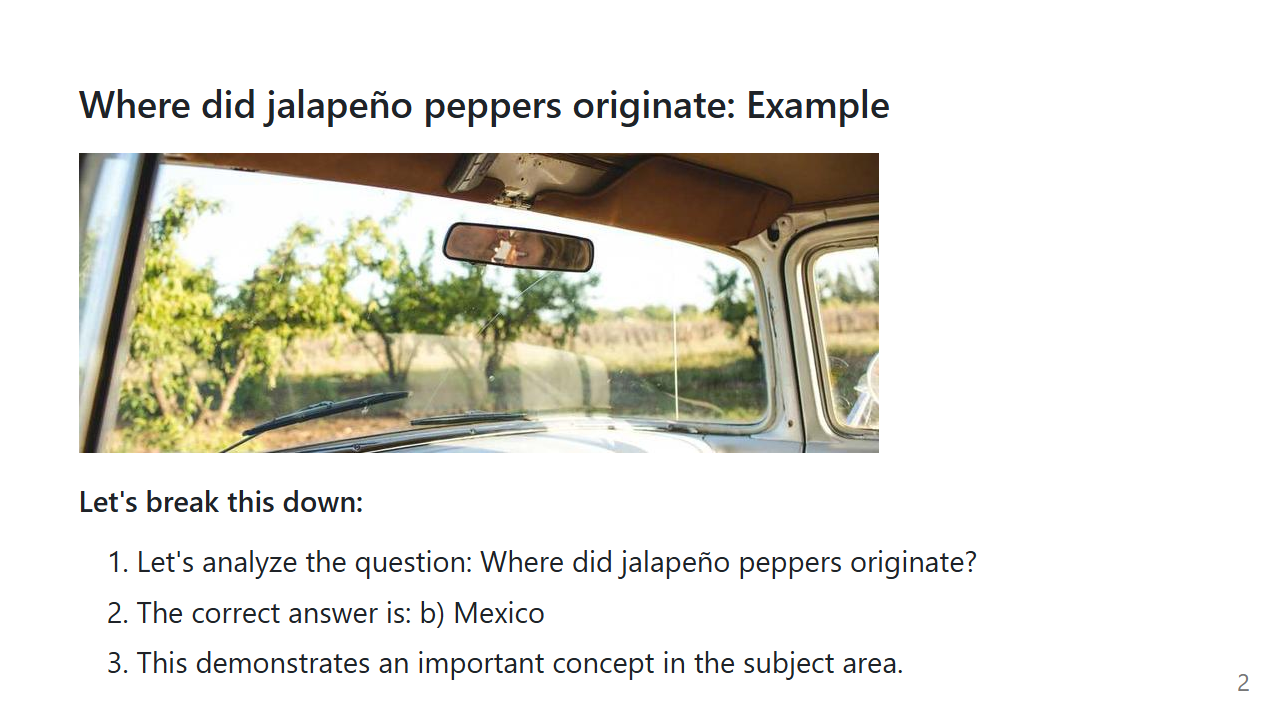 Where did jalapeño peppers originate: Example
Let's break this down:
1. Let's analyze the question: Where did jalapeño peppers originate?
2. The correct answer is: b) Mexico
3. This demonstrates an important concept in the subject area.
2